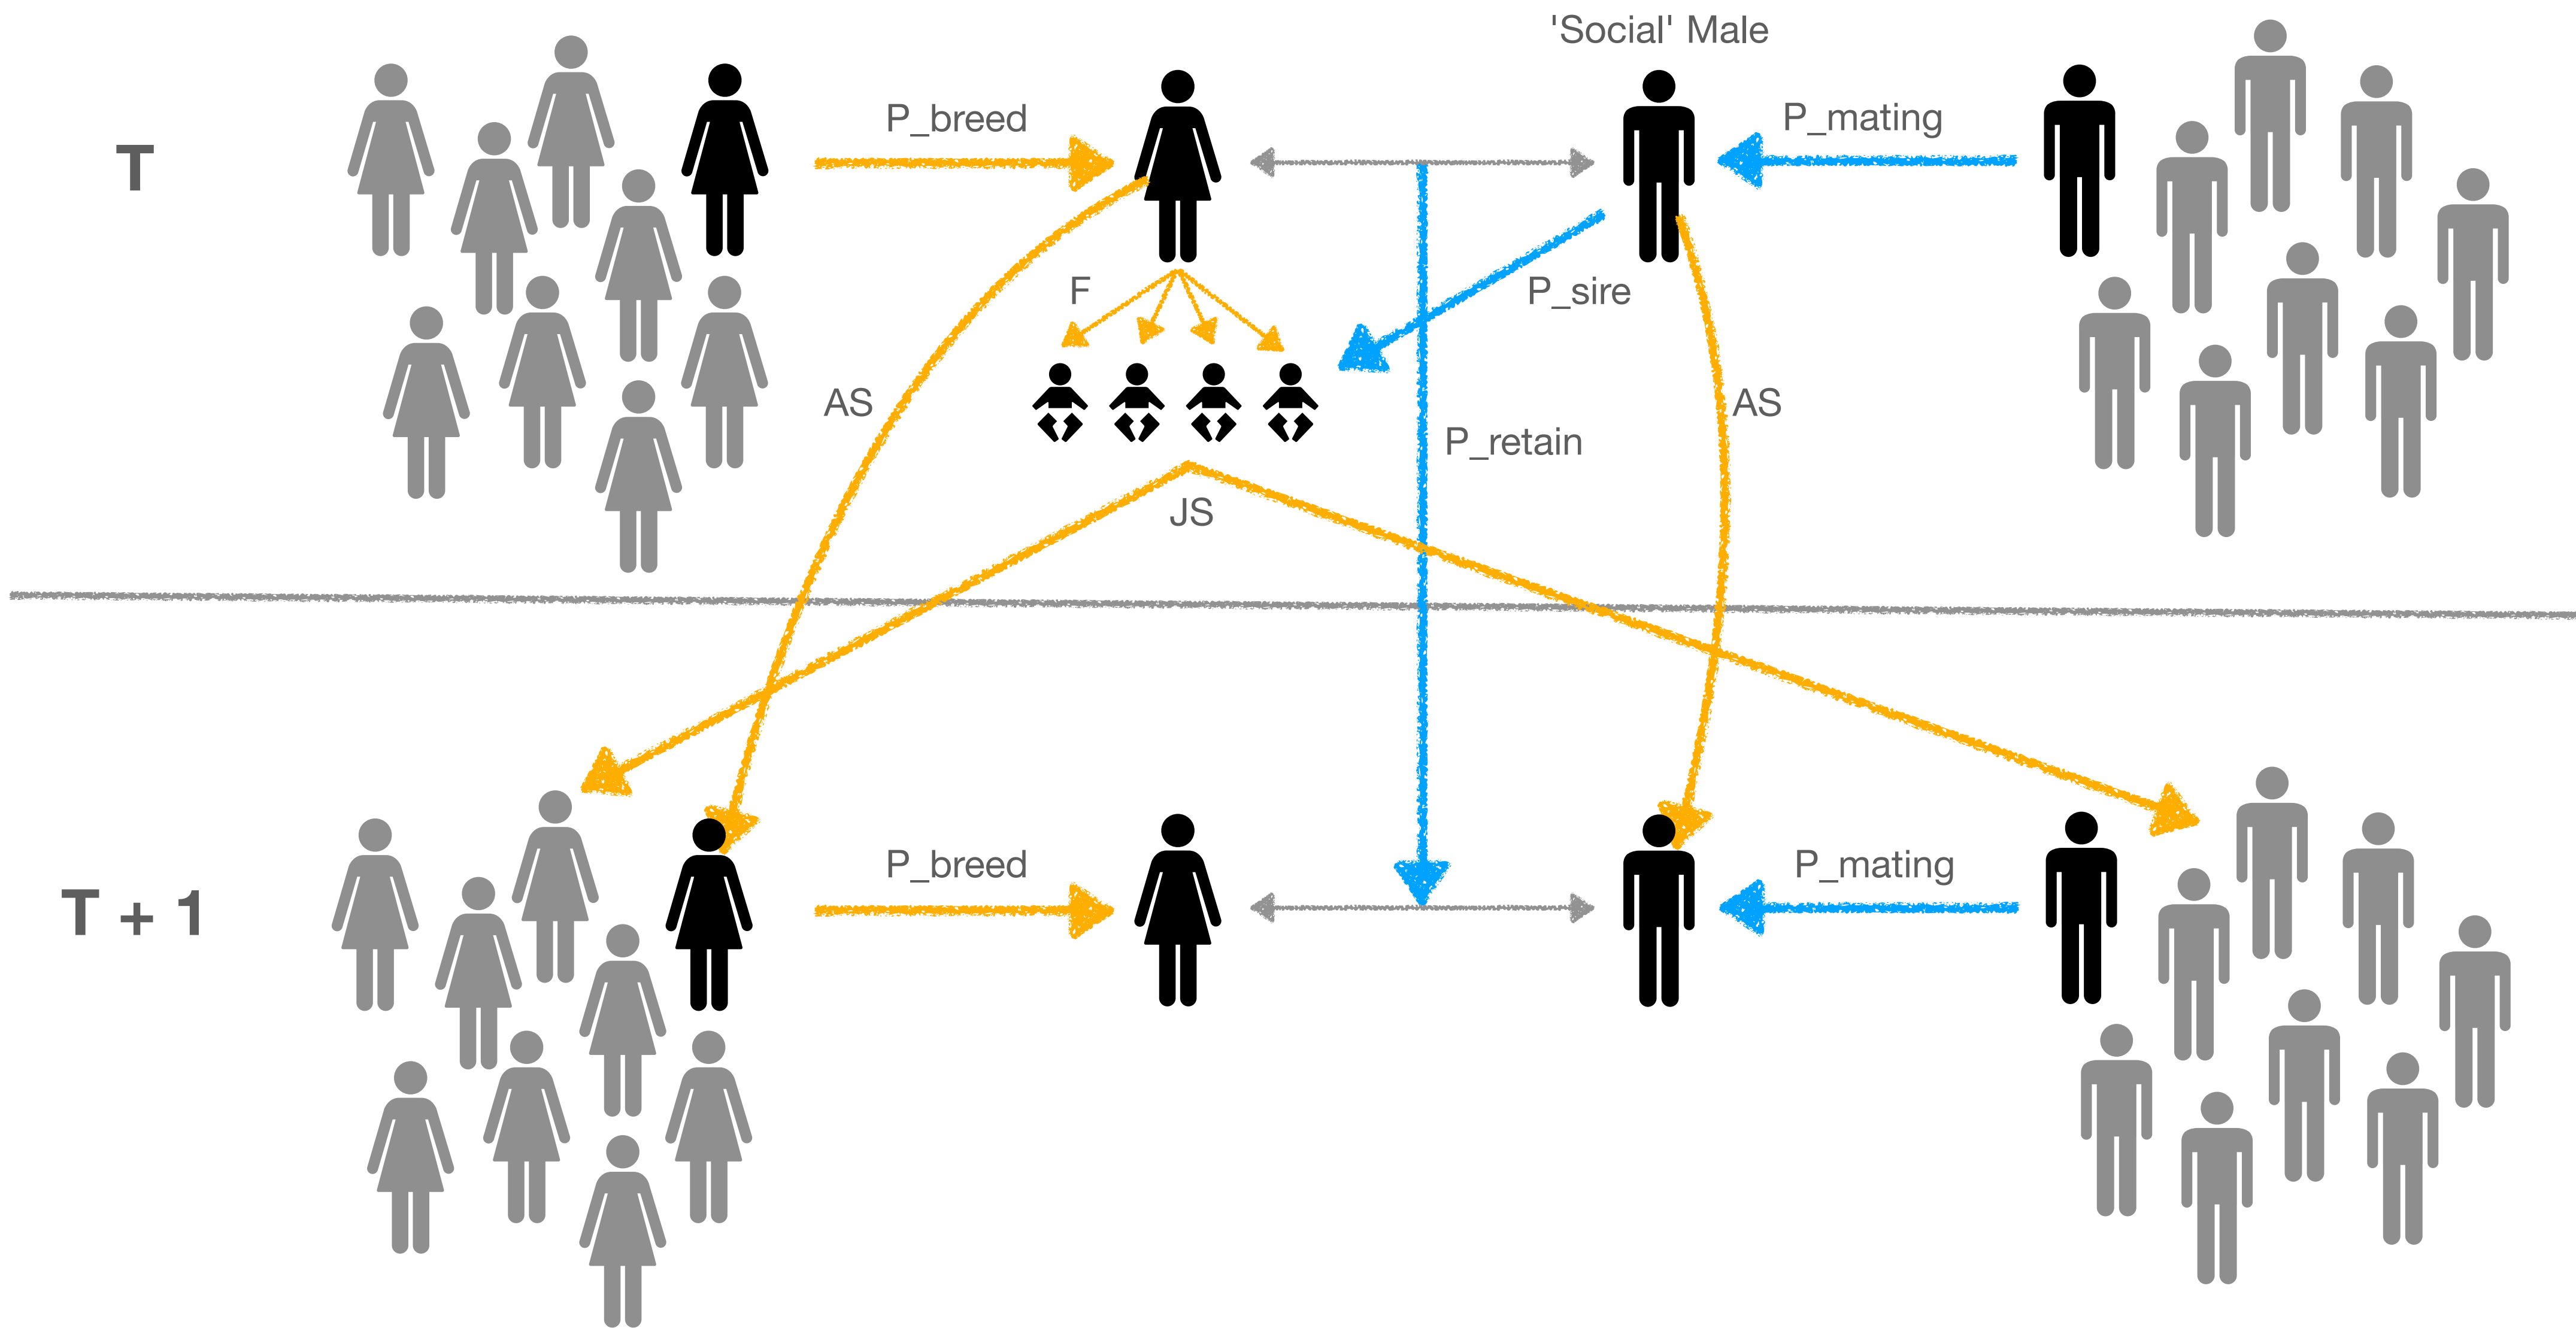 'Social' Male
T
P_breed
P_mating
F
P_sire
AS
AS
P_retain
JS
T + 1
P_breed
P_mating